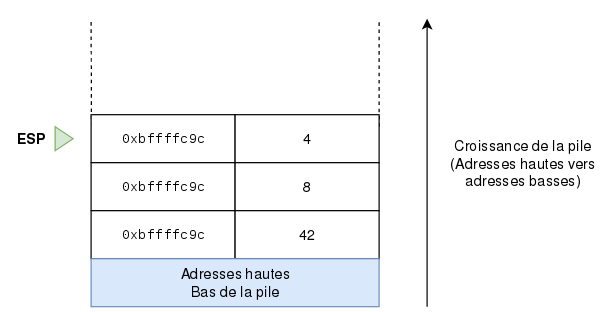 ESP
0xbffffc9c 4
0xbffffc9c 8
0xbffffc9c 42
Adresses hautes
Bas de la pile
Croissance de la pile
(Adresses hautes vers
adresses basses)